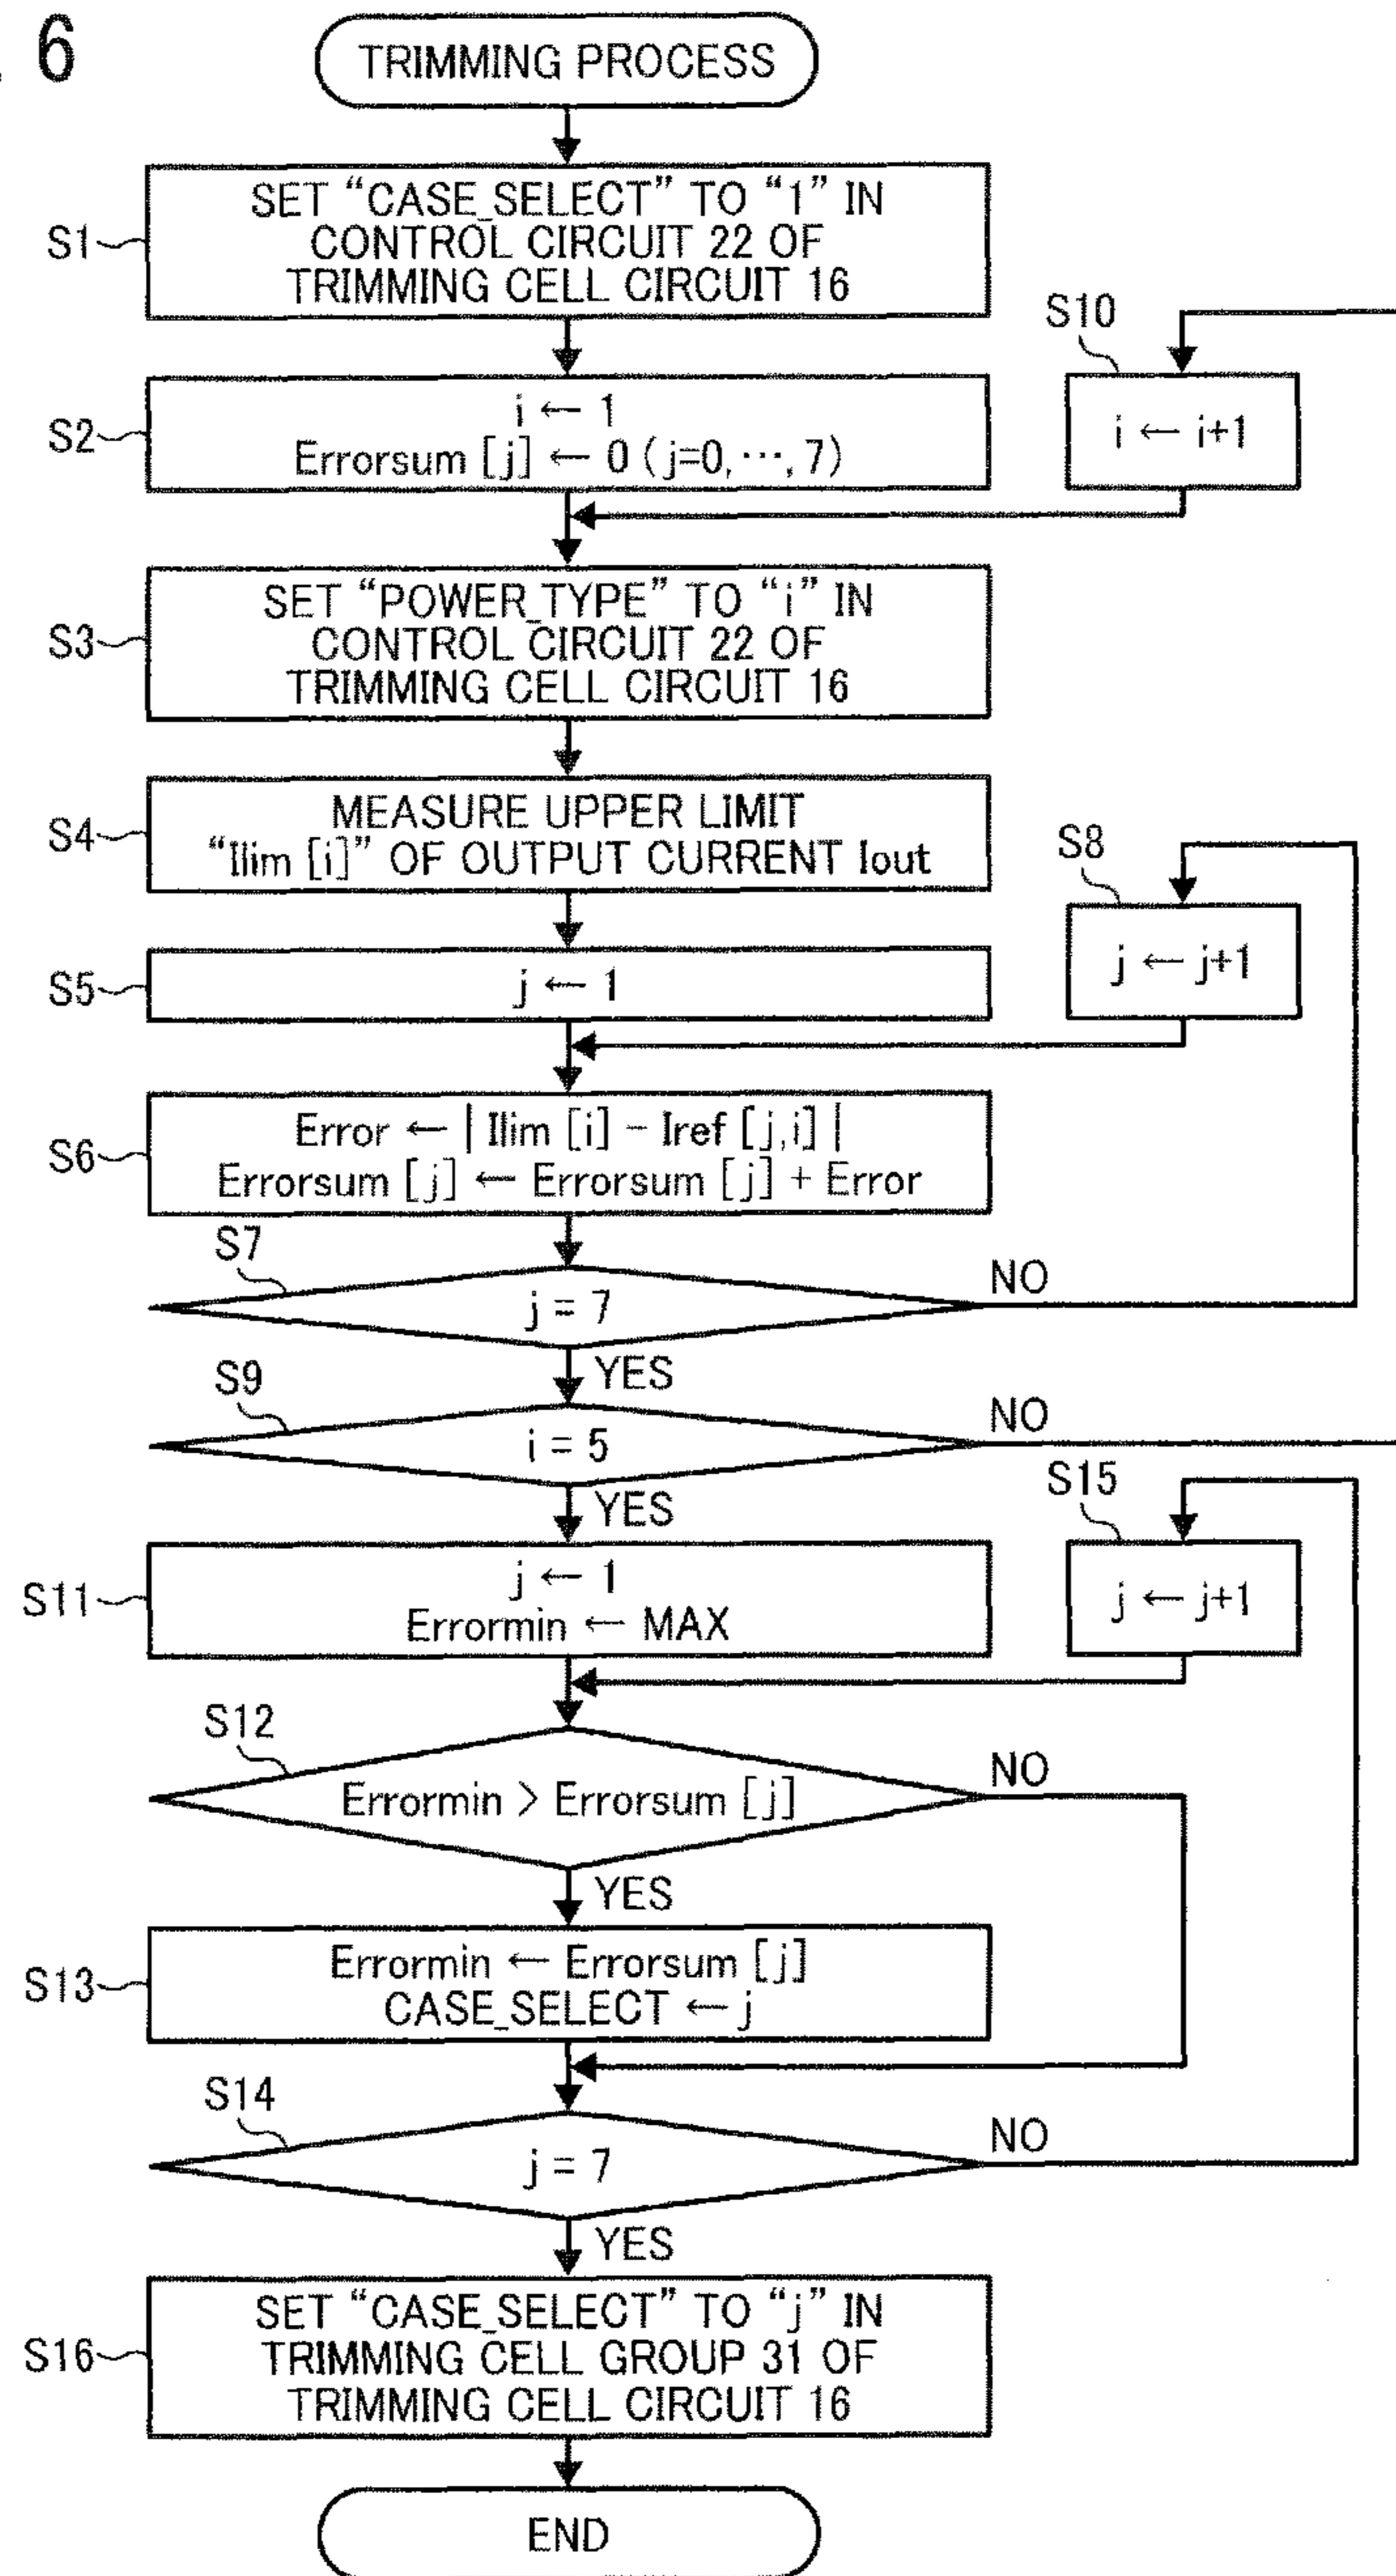 6
TRIMMING PROCESS
S1
SET “CASE_SELECT” TO “1” IN
CONTROL CIRCUIT 22 OF
TRIMMING CELL CIRCUIT 16
S10
i ← i+1
S2
i ← 1
Errorsum [j] ← 0 (j=0, ⋯, 7)
S3
SET “POWER_TYPE” TO “i” IN
CONTROL CIRCUIT 22 OF
TRIMMING CELL CIRCUIT 16
S4
MEASURE UPPER LIMIT
“Ilim [i]” OF OUTPUT CURRENT Iout
S8
j ← j+1
S5
j ← 1
S6
Error ← | Ilim [i] − Iref [j,i] |
Errorsum [j] ← Errorsum [j] + Error
S7
j = 7
NO
YES
S9
i = 5
NO
YES
S15
j ← j+1
S11
j ← 1
Errormin ← MAX
S12
Errormin > Errorsum [j]
NO
YES
S13
Errormin ← Errorsum [j]
CASE_SELECT ← j
S14
j = 7
NO
YES
S16
SET “CASE_SELECT” TO “j” IN
TRIMMING CELL GROUP 31 OF
TRIMMING CELL CIRCUIT 16
END